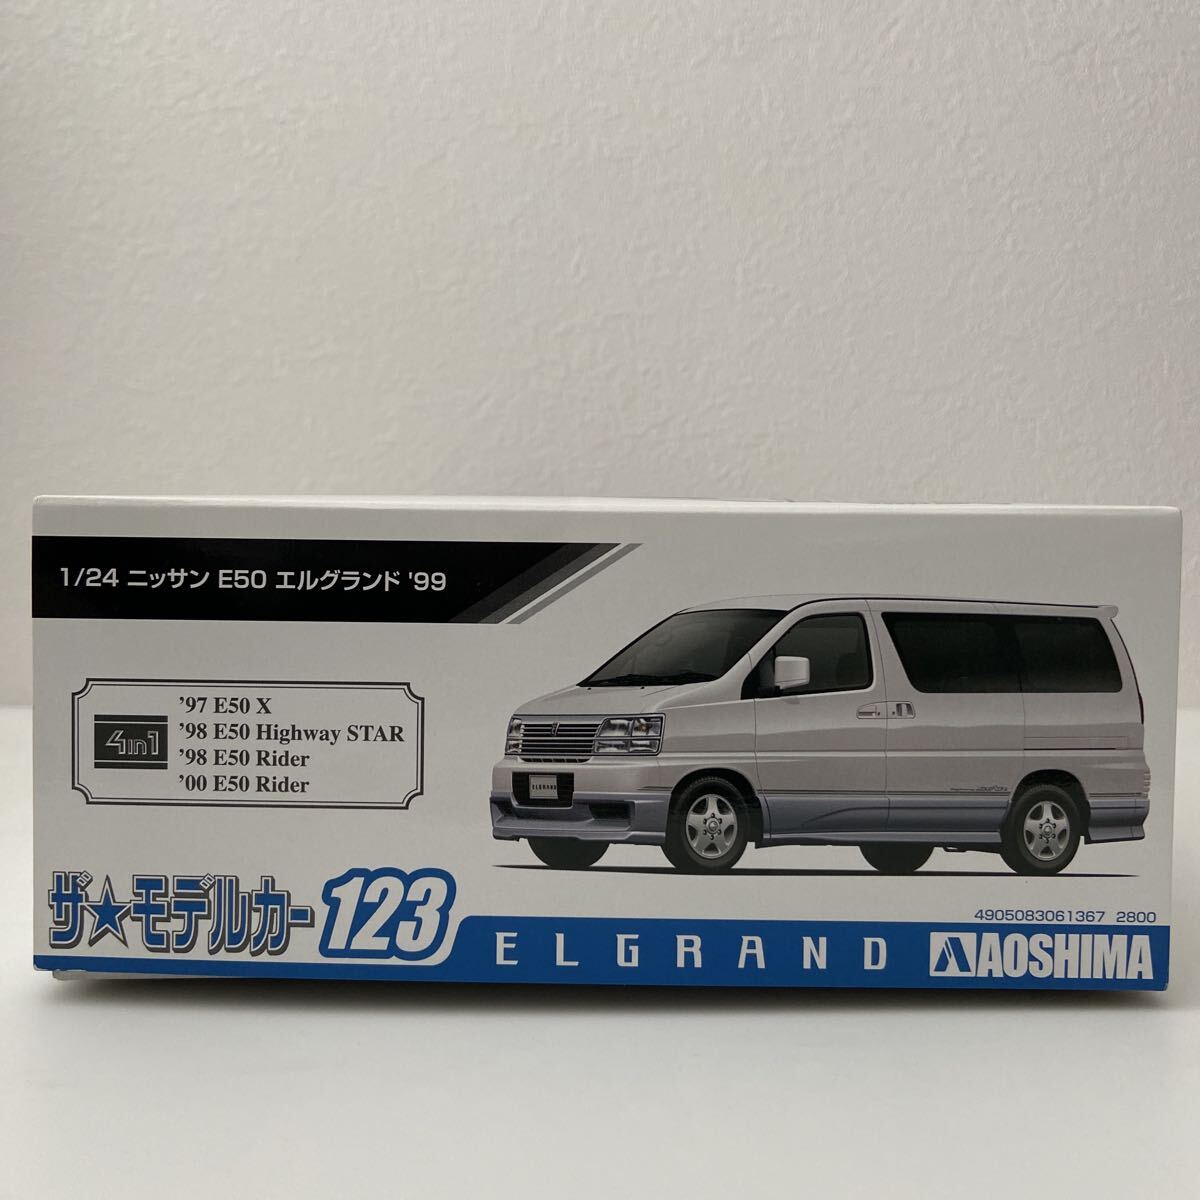 1/24 ニッサン E50 エルグランド '99
4in1
'97 E50 X
'98 E50 Highway STAR
'98 E50 Rider
'00 E50 Rider
ELGRAND
ザ★モデルカー 123
ELGRAND
4905083061367 2800
AOSHIMA